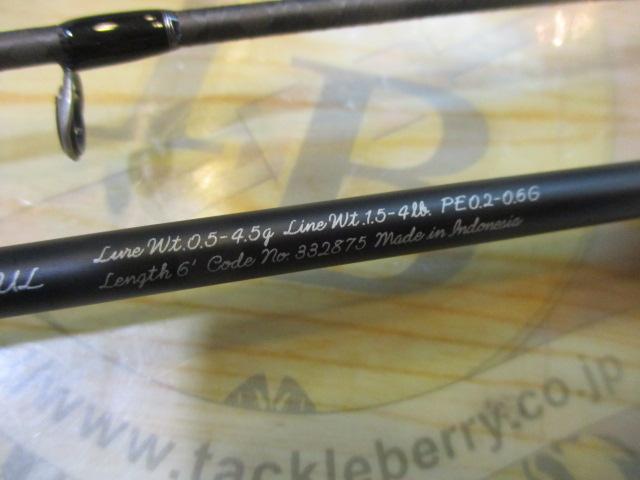 Lure Wt.0.5-4.5g Line Wt.1.5-4lb. PE0.2-0.6G
UL Length 6' Code No. 332875 Made in Indonesia
TB
www.tackleberry.co.jp